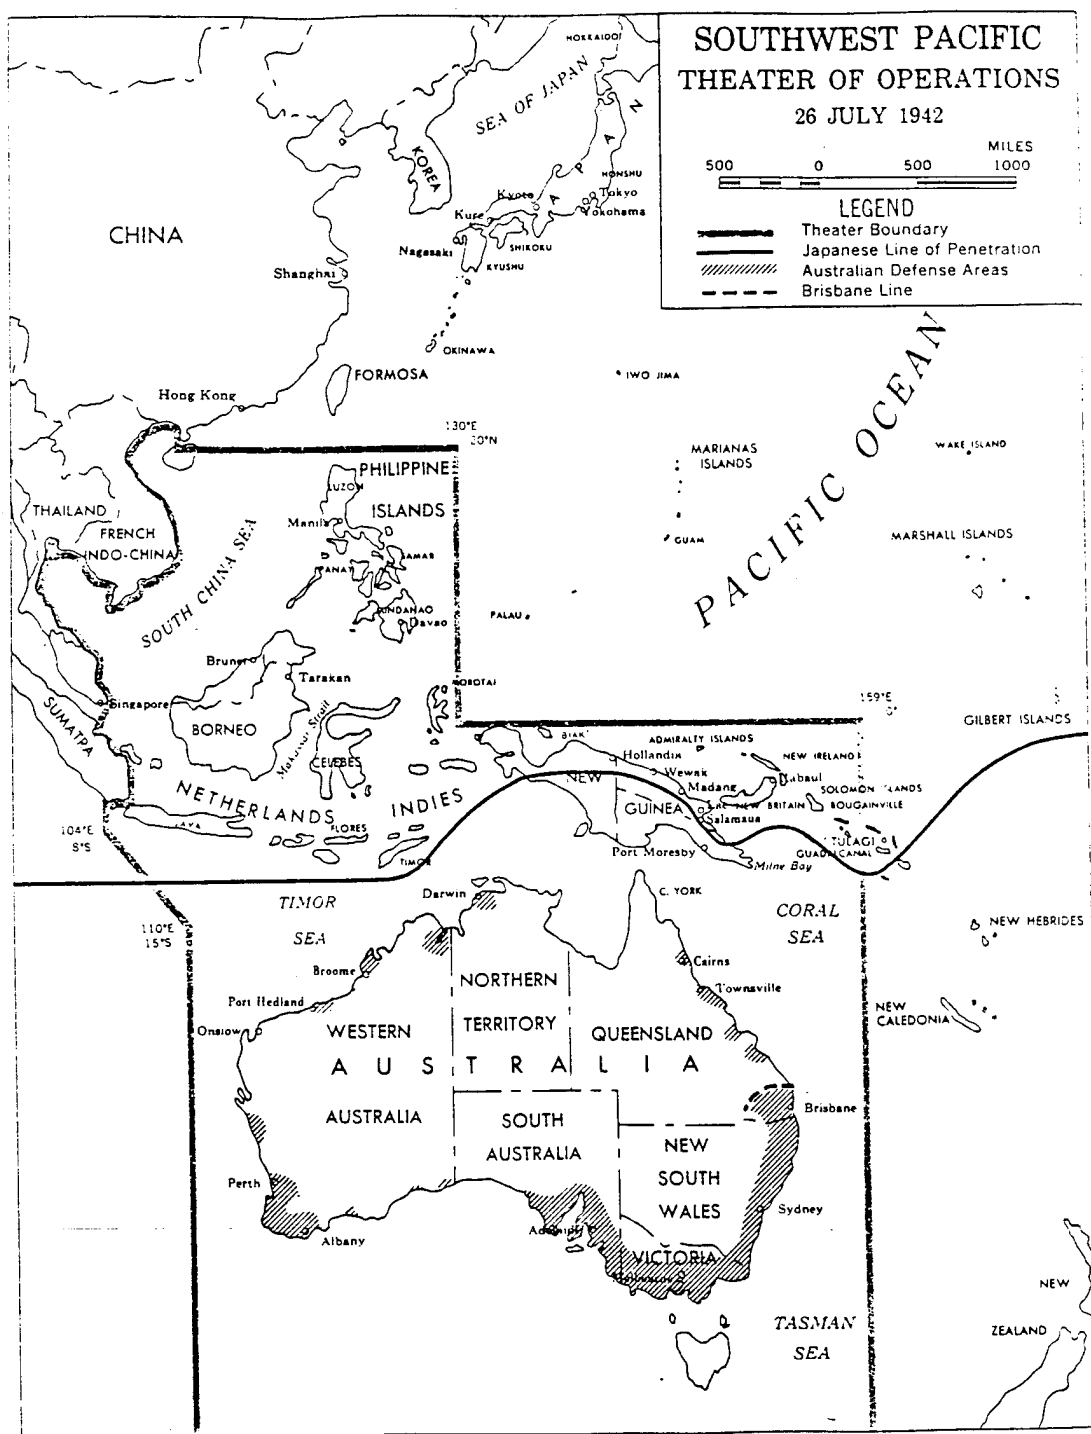 SOUTHWEST PACIFIC
THEATER OF OPERATIONS
26 JULY 1942
MILES
500 0 500 1000
LEGEND
Theater Boundary
Japanese Line of Penetration
Australian Defense Areas
Brisbane Line
HOKKAIDO
SEA OF JAPAN
JAPAN
KOREA
HONSHU
Kyoto
Tokyo
Yokohama
Kure
SHIKOKU
Nagasaki
KYUSHU
CHINA
Shanghai
OKINAWA
FORMOSA
IWO JIMA
Hong Kong
130°E
PACIFIC OCEAN
MARIANAS
ISLANDS
WAKE ISLAND
PHILIPPINE
ISLANDS
LUZON
Manila
THAILAND
FRENCH
INDO-CHINA
SOUTH CHINA SEA
SAMAR
PANAY
GUAM
MARSHALL ISLANDS
Davao
PALAU
Brunei
Tarakan
MOROTAI
Singapore
SUMATRA
BORNEO
Makassar Strait
CELEBES
159°E
0°
GILBERT ISLANDS
BIAK
ADMIRALTY ISLANDS
Hollandia
NEW IRELAND
NEW
GUINEA
Wewak
Madang
Rabaul
SOLOMON ISLANDS
NEW BRITAIN
BOUGAINVILLE
Salamaua
NETHERLANDS INDIES
JAVA
FLORES
TIMOR
104°E
8°S
Port Moresby
Milne Bay
TULAGI
GUADALCANAL
TIMOR
SEA
Darwin
C. YORK
CORAL
SEA
110°E
15°S
NEW HEBRIDES
Broome
Cairns
Port Hedland
Townsville
Onslow
NEW
CALEDONIA
NORTHERN
TERRITORY
WESTERN
AUSTRALIA
QUEENSLAND
AUSTRALIA
Brisbane
SOUTH
AUSTRALIA
NEW
SOUTH
WALES
Perth
Albany
Adelaide
Sydney
VICTORIA
Melbourne
TASMAN
SEA
NEW
ZEALAND